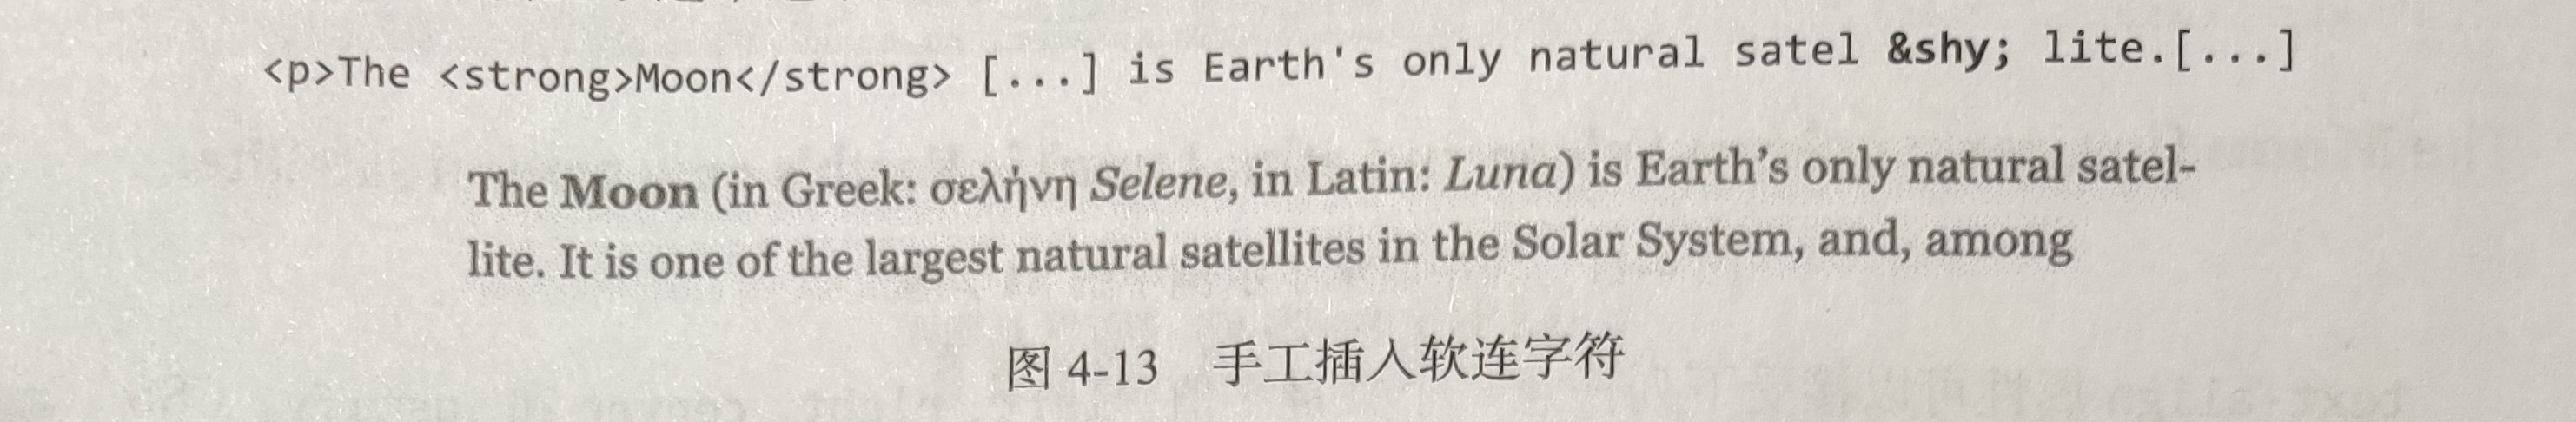 <p>The <strong>Moon</strong> [...] is Earth's only natural satel &shy; lite.[...]
The Moon (in Greek: σελήνη Selene, in Latin: Luna) is Earth’s only natural satel-
lite. It is one of the largest natural satellites in the Solar System, and, among
图 4-13 手工插入软连字符